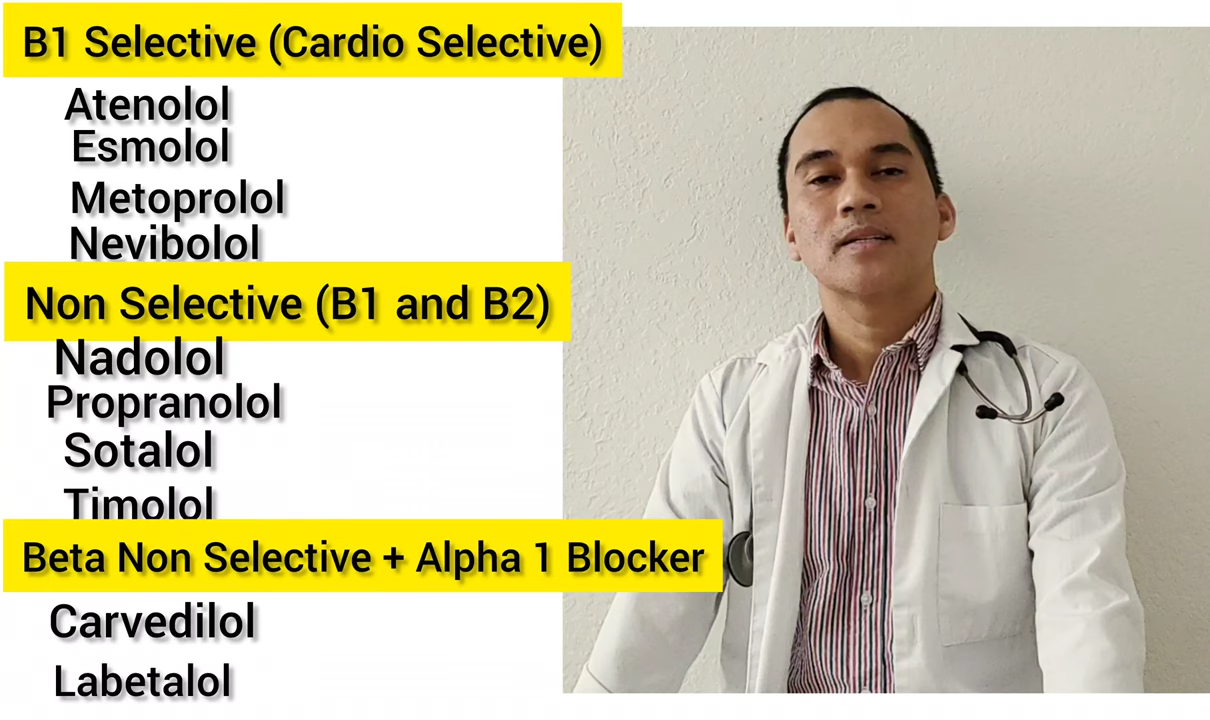 B1 Selective (Cardio Selective)
Atenolol
Esmolol
Metoprolol
Nevibolol
Non Selective (B1 and B2)
Nadolol
Propranolol
Sotalol
Timolol
Beta Non Selective + Alpha 1 Blocker
Carvedilol
Labetalol